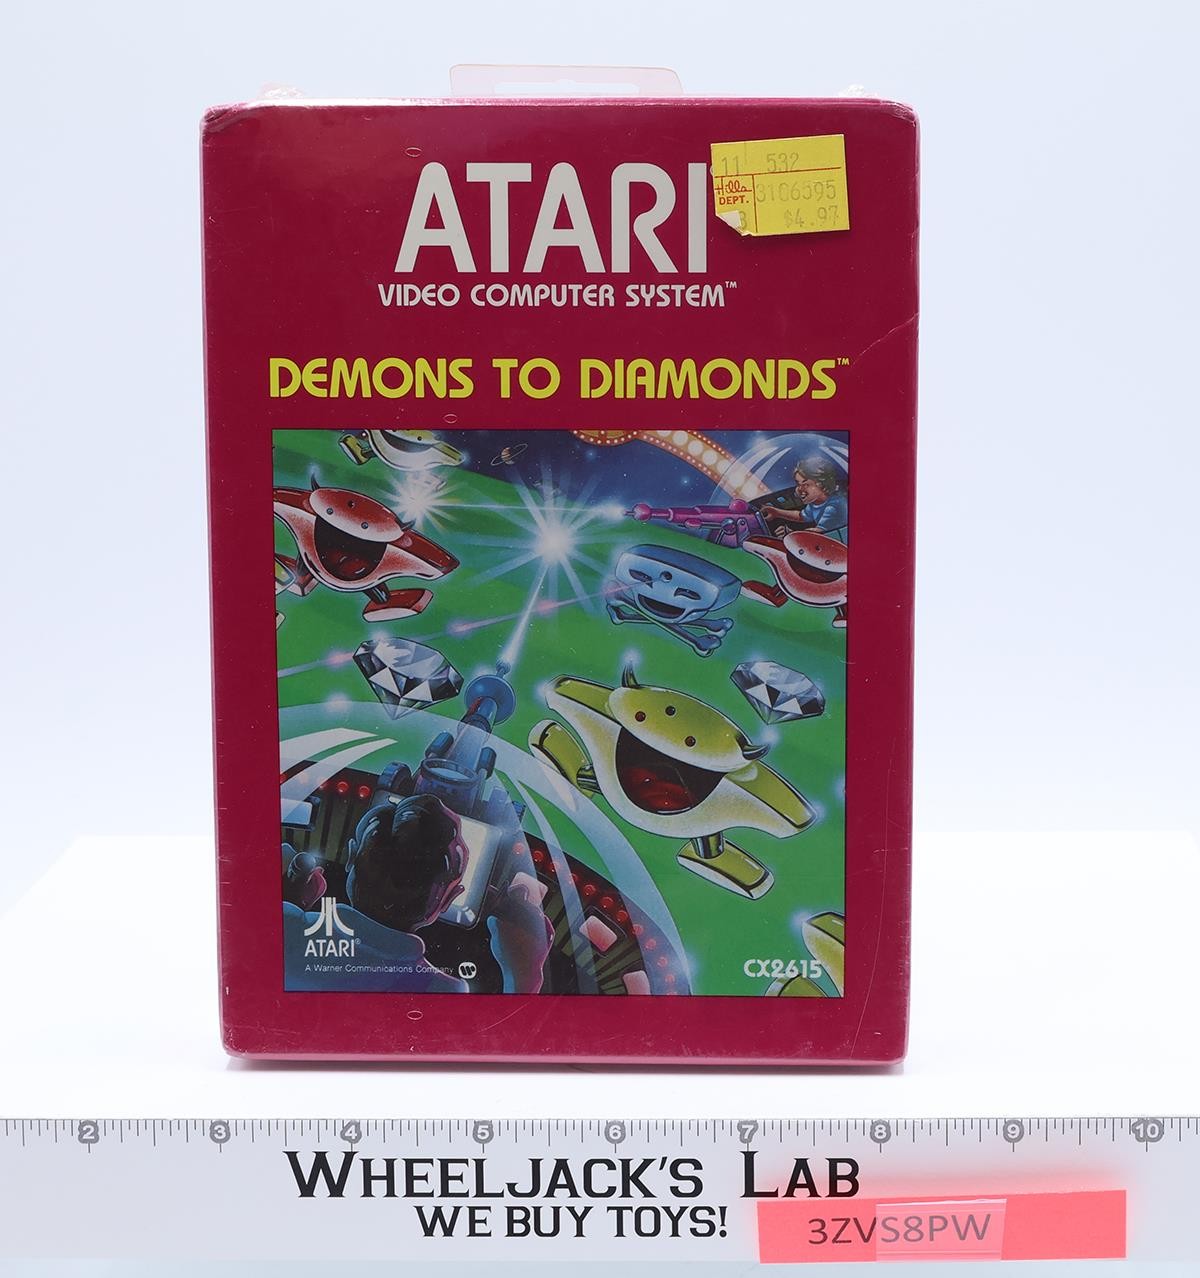 ATARI
VIDEO COMPUTER SYSTEM™
11 532
Hills
DEPT.
3106595
$4.97
DEMONS TO DIAMONDS™
ATARI®
A Warner Communications Company
CX2615
2 3 4 5 6 7 8 9 10
WHEELJACK'S LAB
WE BUY TOYS!
3ZVS8PW